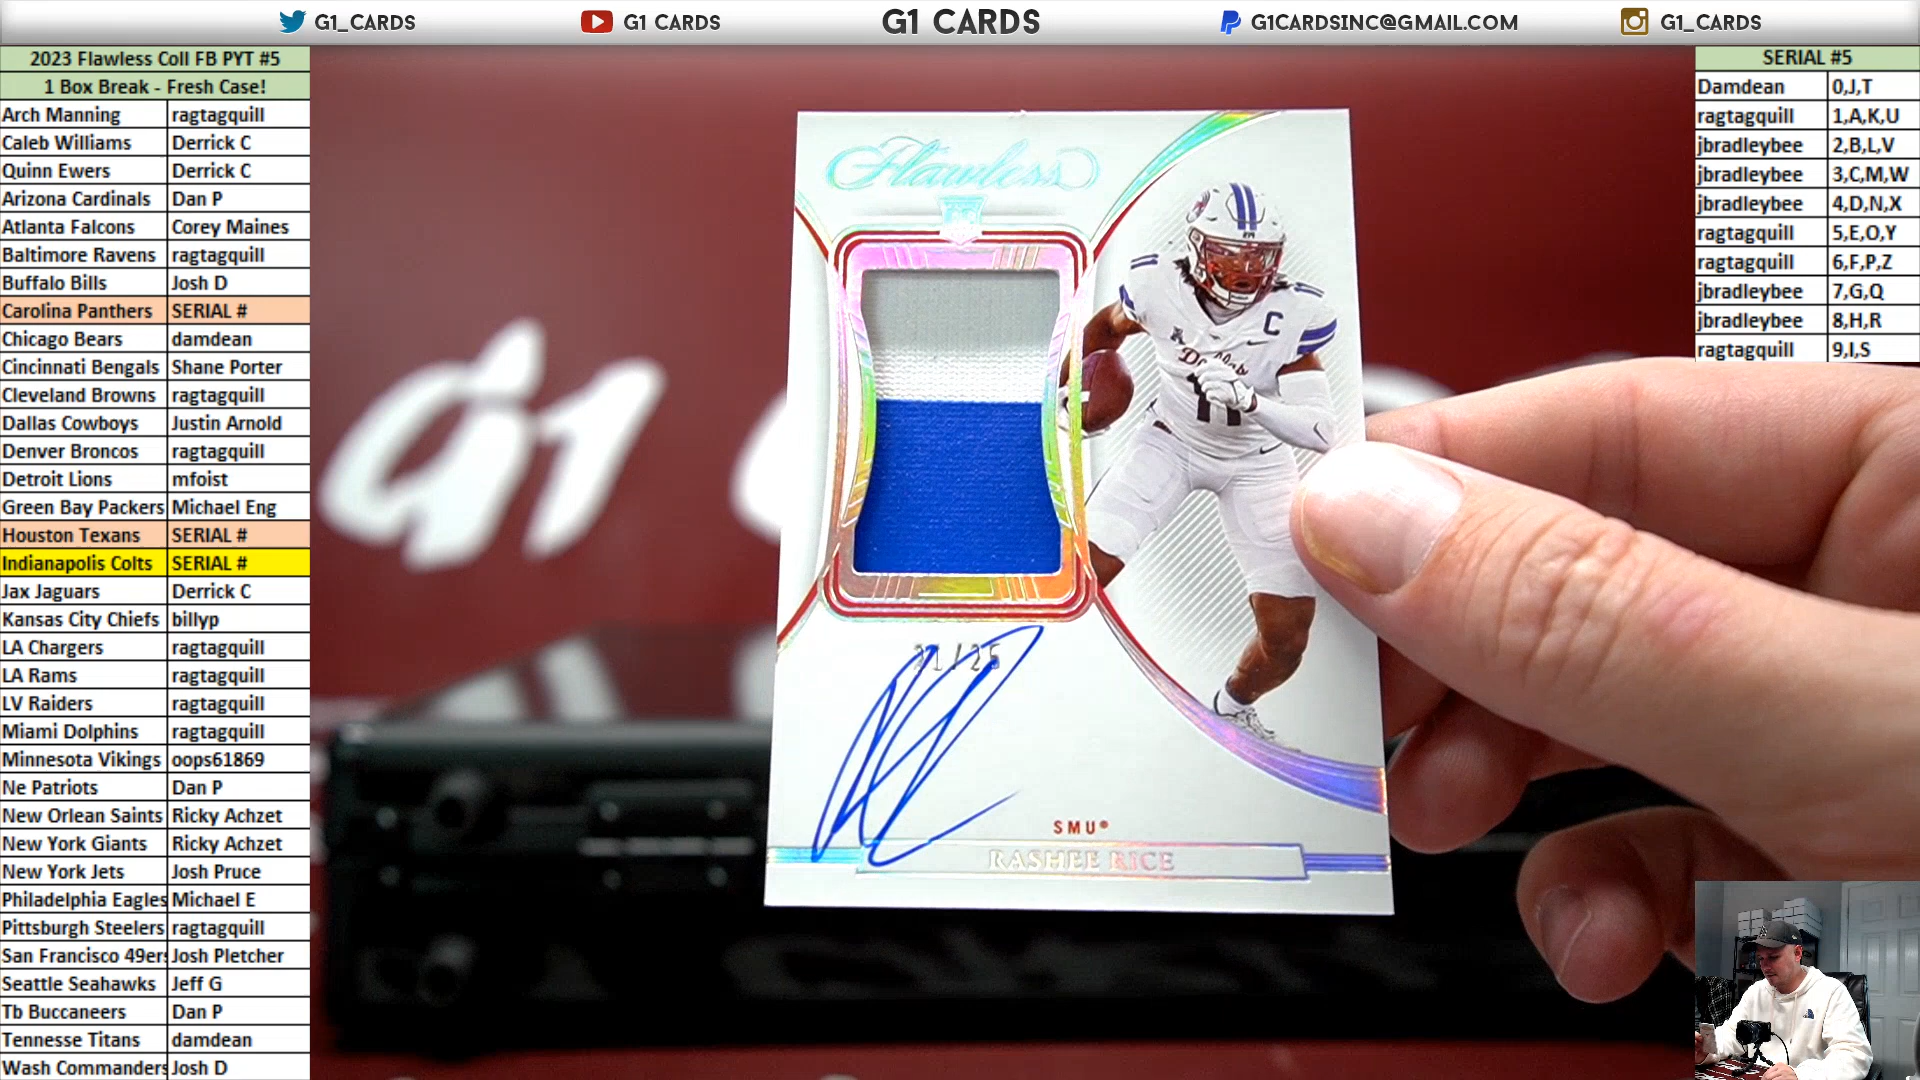 G1_CARDS
G1 CARDS
G1 CARDS
G1CARDSINC@GMAIL.COM
G1_CARDS
2023 Flawless Coll FB PYT #5
1 Box Break - Fresh Case!
Arch Manning ragtagquill
Caleb Williams Derrick C
Quinn Ewers Derrick C
Arizona Cardinals Dan P
Atlanta Falcons Corey Maines
Baltimore Ravens ragtagquill
Buffalo Bills Josh D
Carolina Panthers SERIAL #
Chicago Bears damdean
Cincinnati Bengals Shane Porter
Cleveland Browns ragtagquill
Dallas Cowboys Justin Arnold
Denver Broncos ragtagquill
Detroit Lions mfoist
Green Bay Packers Michael Eng
Houston Texans SERIAL #
Indianapolis Colts SERIAL #
Jax Jaguars Derrick C
Kansas City Chiefs billyp
LA Chargers ragtagquill
LA Rams ragtagquill
LV Raiders ragtagquill
Miami Dolphins ragtagquill
Minnesota Vikings oops61869
Ne Patriots Dan P
New Orlean Saints Ricky Achzet
New York Giants Ricky Achzet
New York Jets Josh Pruce
Philadelphia Eagles Michael E
Pittsburgh Steelers ragtagquill
San Francisco 49ers Josh Pletcher
Seattle Seahawks Jeff G
Tb Buccaneers Dan P
Tennesse Titans damdean
Wash Commanders Josh D
SERIAL #5
Damdean 0,J,T
ragtagquill 1,A,K,U
jbradleybee 2,B,L,V
jbradleybee 3,C,M,W
jbradleybee 4,D,N,X
ragtagquill 5,E,O,Y
ragtagquill 6,F,P,Z
jbradleybee 7,G,Q
jbradleybee 8,H,R
ragtagquill 9,I,S
G1
Flawless
11
C
Dallas
11
21/25
SMU®
RASHEE RICE